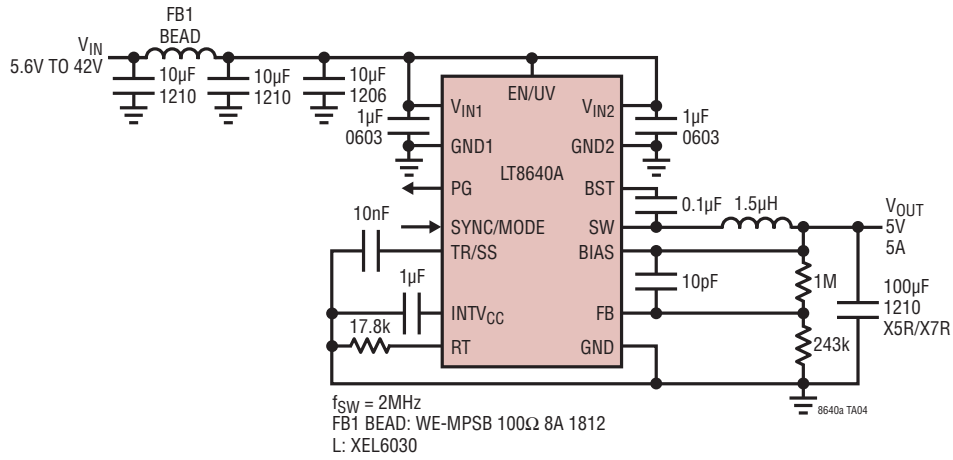 FB1
BEAD
VIN
5.6V TO 42V
10µF
1210
10µF
1210
10µF
1206
1µF
0603
VIN1
GND1
PG
SYNC/MODE
TR/SS
INTVCC
RT
EN/UV
LT8640A
VIN2
GND2
BST
SW
BIAS
FB
GND
1µF
0603
0.1µF
1.5µH
VOUT
5V
5A
10nF
1µF
17.8k
10pF
1M
243k
100µF
1210
X5R/X7R
8640a TA04
fSW = 2MHz
FB1 BEAD: WE-MPSB 100Ω 8A 1812
L: XEL6030